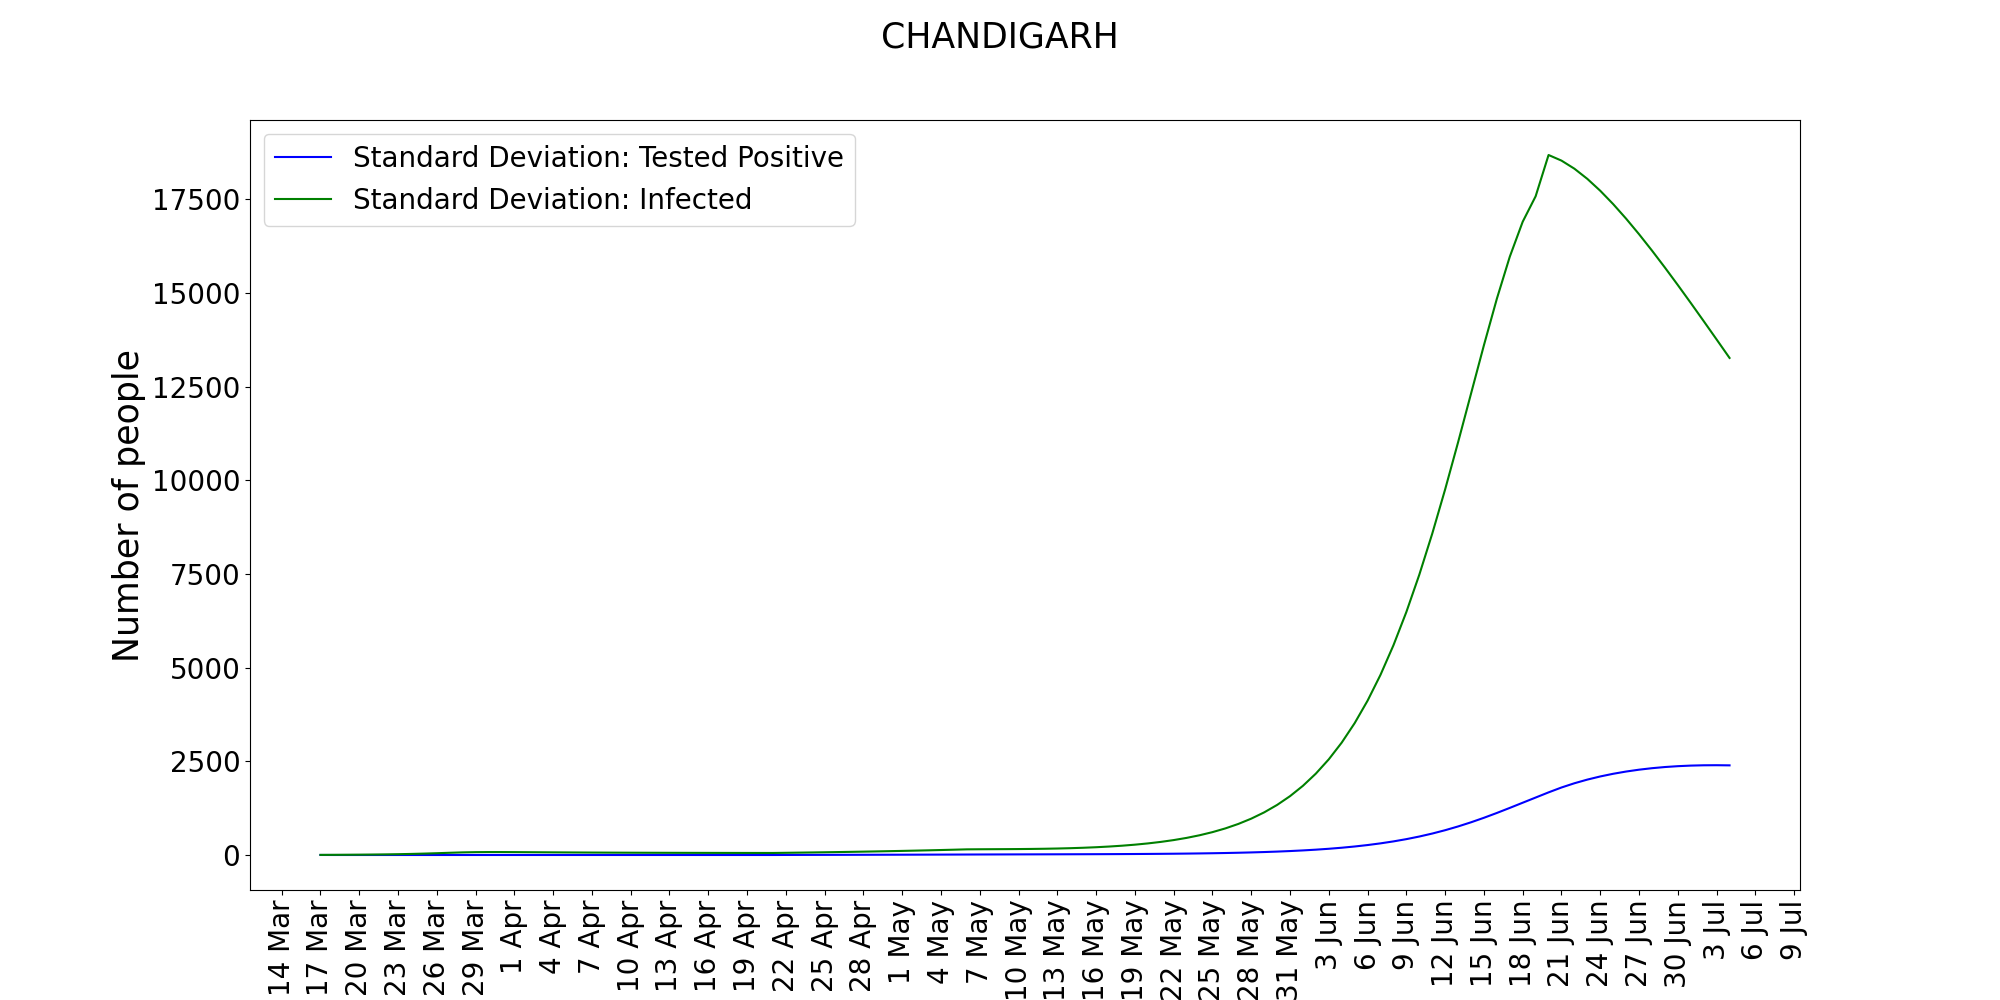 CHANDIGARH
Standard Deviation: Tested Positive
Standard Deviation: Infected
Number of people
17500
15000
12500
10000
7500
5000
2500
0
14 Mar
17 Mar
20 Mar
23 Mar
26 Mar
29 Mar
1 Apr
4 Apr
7 Apr
10 Apr
13 Apr
16 Apr
19 Apr
22 Apr
25 Apr
28 Apr
1 May
4 May
7 May
10 May
13 May
16 May
19 May
22 May
25 May
28 May
31 May
3 Jun
6 Jun
9 Jun
12 Jun
15 Jun
18 Jun
21 Jun
24 Jun
27 Jun
30 Jun
3 Jul
6 Jul
9 Jul